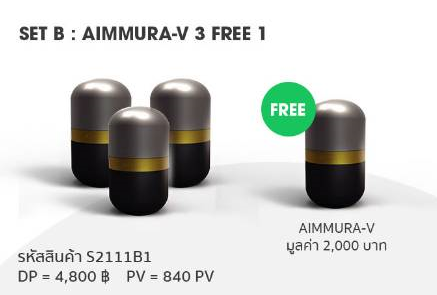 SET B : AIMMURA-V 3 FREE 1
FREE
AIMMURA-V
มูลค่า 2,000 บาท
รหัสสินค้า S2111B1
DP = 4,800 ฿ PV = 840 PV